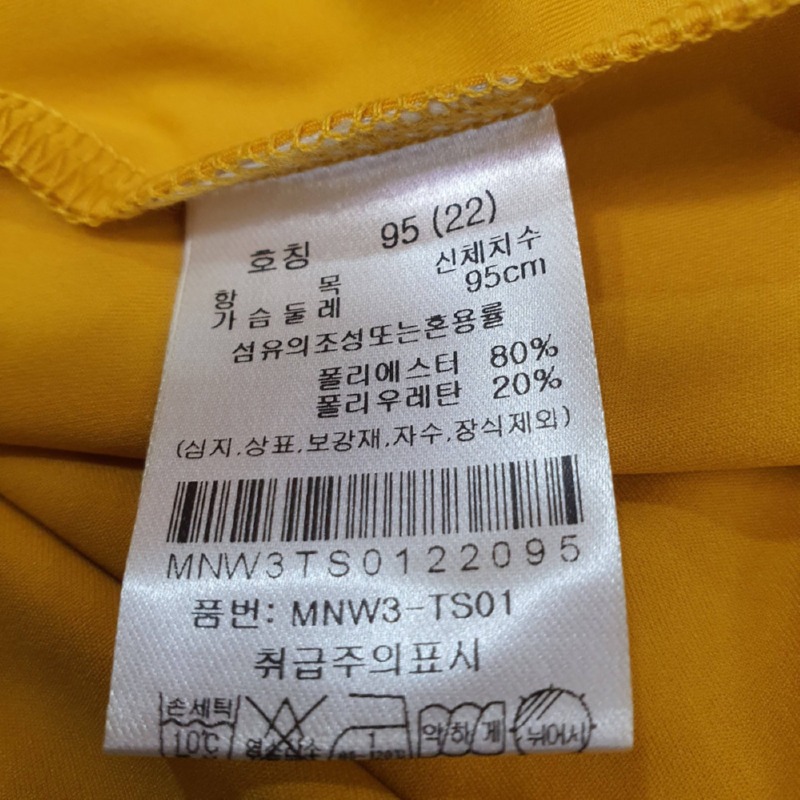 호칭 95 (22)
항 목 신체치수
가슴둘레 95cm
섬유의조성또는혼용률
폴리에스터 80%
폴리우레탄 20%
(심지,상표,보강재,자수,장식제외)
MNW3TS0122095
품번: MNW3-TS01
취급주의표시
손세탁 약하게 뉘어서
10℃ 1